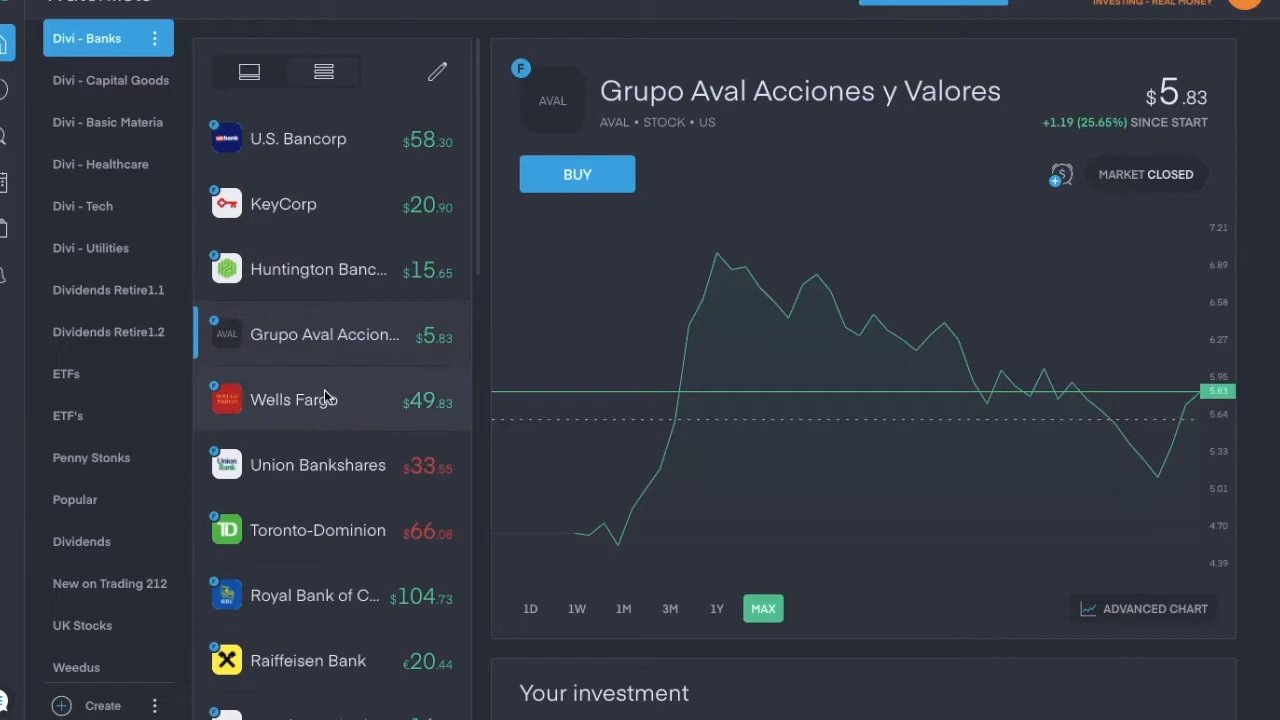 INVESTING - REAL MONEY
Divi - Banks
Divi - Capital Goods
Divi - Basic Materia
Divi - Healthcare
Divi - Tech
Divi - Utilities
Dividends Retire1.1
Dividends Retire1.2
ETFs
ETF's
Penny Stonks
Popular
Dividends
New on Trading 212
UK Stocks
Weedus
Create
U.S. Bancorp $58.30
KeyCorp $20.90
Huntington Banc... $15.65
AVAL Grupo Aval Accion... $5.83
Wells Fargo $49.83
Union Bankshares $33.55
Toronto-Dominion $66.08
Royal Bank of C... $104.73
Raiffeisen Bank €20.44
F
AVAL
Grupo Aval Acciones y Valores
$5.83
AVAL • STOCK • US
+1.19 (25.65%) SINCE START
BUY
MARKET CLOSED
7.21
6.89
6.58
6.27
5.95
5.83
5.64
5.33
5.01
4.70
4.39
1D 1W 1M 3M 1Y MAX
ADVANCED CHART
Your investment